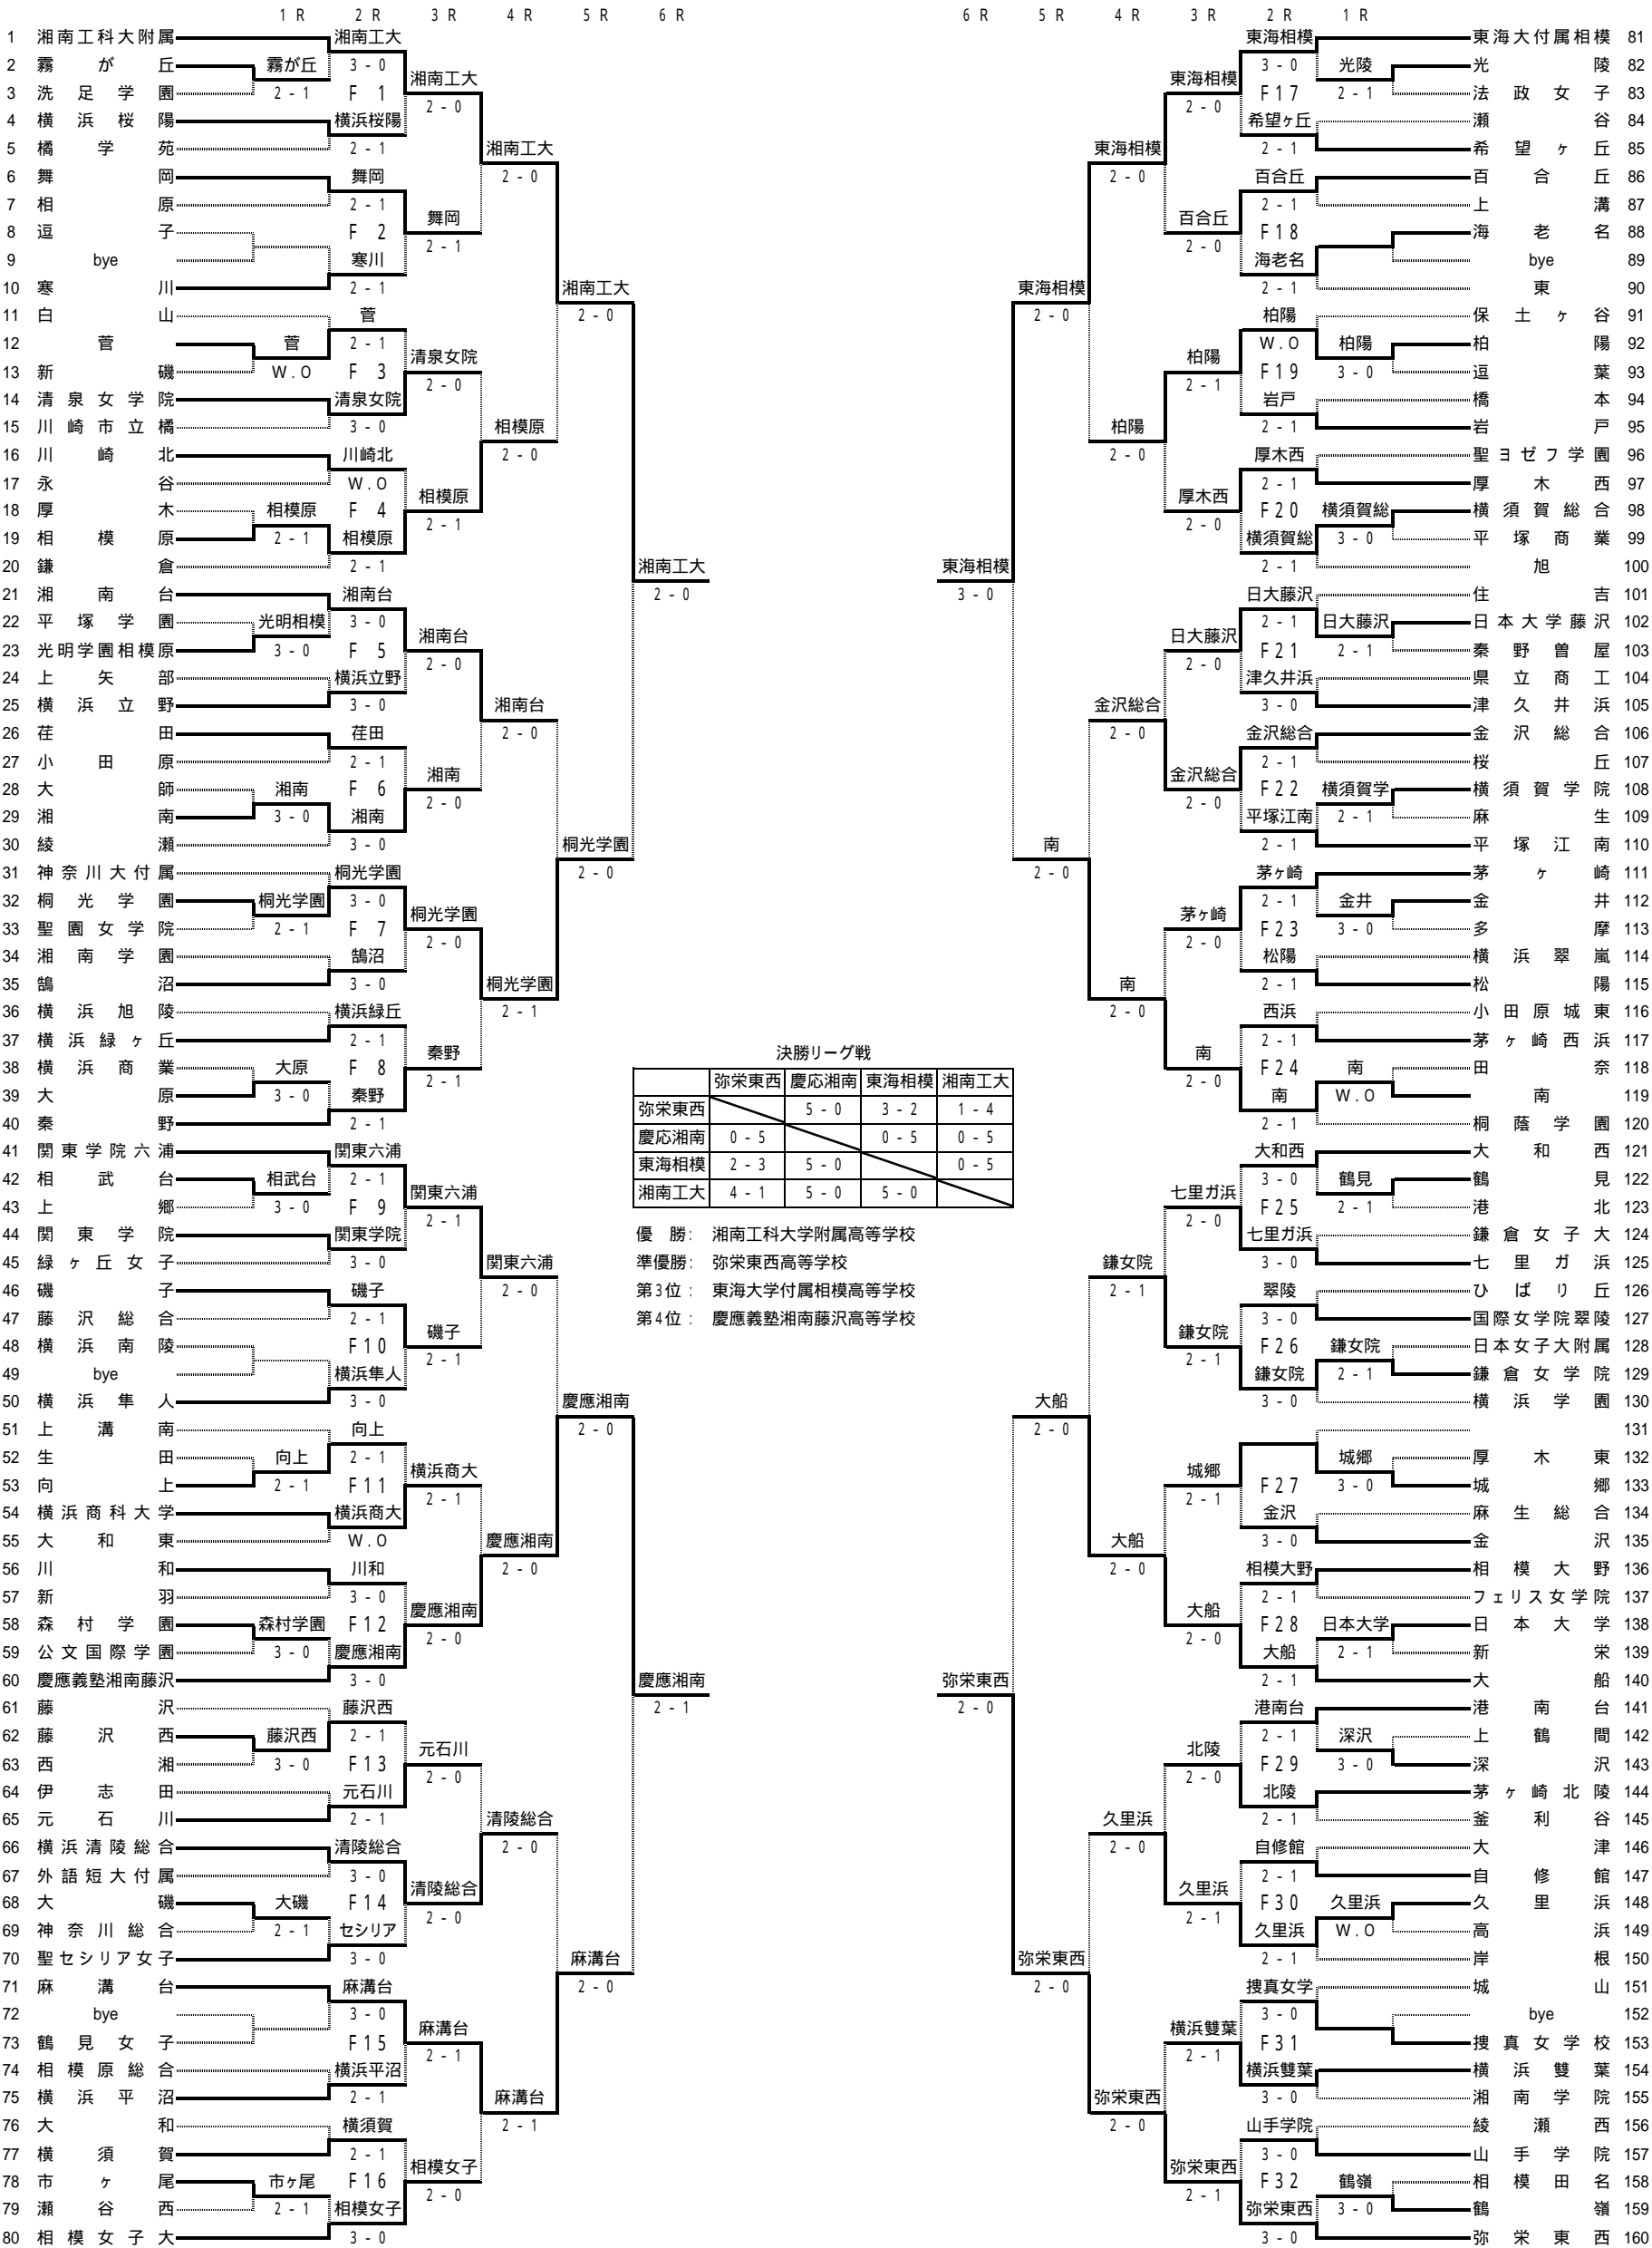 1 R 2 R 3 R 4 R 5 R 6 R
6 R 5 R 4 R 3 R 2 R 1 R
1 湘南工科大附属
2 霧が丘
3 洗足学園
4 横浜桜陽
5 橘学苑
6 舞岡
7 相原
8 逗子
9 bye
10 寒川
11 白山
12 菅
13 新磯
14 清泉女学院
15 川崎市立橘
16 川崎北
17 永谷
18 厚木
19 相模原
20 鎌倉
21 湘南台
22 平塚学園
23 光明学園相模原
24 上矢部
25 横浜立野
26 荏田
27 小田原
28 大師
29 湘南
30 綾瀬
31 神奈川大付属
32 桐光学園
33 聖園女学院
34 湘南学園
35 鵠沼
36 横浜旭陵
37 横浜緑ヶ丘
38 横浜商業
39 大原
40 秦野
41 関東学院六浦
42 相武台
43 上郷
44 関東学院
45 緑ヶ丘女子
46 磯子
47 藤沢総合
48 横浜南陵
49 bye
50 横浜隼人
51 上溝南
52 生田
53 向上
54 横浜商科大学
55 大和東
56 川和
57 新羽
58 森村学園
59 公文国際学園
60 慶應義塾湘南藤沢
61 藤沢
62 藤沢西
63 西湘
64 伊志田
65 元石川
66 横浜清陵総合
67 外語短大付属
68 大磯
69 神奈川総合
70 聖セシリア女子
71 麻溝台
72 bye
73 鶴見女子
74 相模原総合
75 横浜平沼
76 大和
77 横須賀
78 市ヶ尾
79 瀬谷西
80 相模女子大
霧が丘 2 - 1
菅 W.O
相模原 2 - 1
光明相模 3 - 0
湘南 3 - 0
桐光学園 2 - 1
大原 3 - 0
相武台 3 - 0
向上 2 - 1
森村学園 3 - 0
藤沢西 3 - 0
大磯 2 - 1
市ヶ尾 2 - 1
湘南工大 3 - 0
F 1
横浜桜陽 2 - 1
舞岡 2 - 1
F 2
寒川 2 - 1
菅 2 - 1
F 3
清泉女院 3 - 0
川崎北 W.O
F 4
相模原 2 - 1
湘南台 3 - 0
F 5
横浜立野 3 - 0
荏田 2 - 1
F 6
湘南 3 - 0
桐光学園 3 - 0
F 7
鵠沼 3 - 0
横浜緑丘 2 - 1
F 8
秦野 2 - 1
関東六浦 2 - 1
F 9
関東学院 3 - 0
磯子 2 - 1
F10
横浜隼人 3 - 0
向上 2 - 1
F11
横浜商大 W.O
川和 3 - 0
F12
慶應湘南 3 - 0
藤沢西 2 - 1
F13
元石川 2 - 1
清陵総合 3 - 0
F14
セシリア 3 - 0
麻溝台 3 - 0
F15
横浜平沼 2 - 1
横須賀 2 - 1
F16
相模女子 3 - 0
湘南工大 2 - 0
舞岡 2 - 1
清泉女院 2 - 0
相模原 2 - 1
湘南台 2 - 0
湘南 2 - 0
桐光学園 2 - 0
秦野 2 - 1
関東六浦 2 - 1
磯子 2 - 1
横浜商大 2 - 1
慶應湘南 2 - 0
元石川 2 - 0
清陵総合 2 - 0
麻溝台 2 - 1
相模女子 2 - 0
湘南工大 2 - 0
相模原 2 - 0
湘南台 2 - 0
桐光学園 2 - 1
関東六浦 2 - 0
慶應湘南 2 - 0
清陵総合 2 - 0
麻溝台 2 - 1
湘南工大 2 - 0
桐光学園 2 - 0
慶應湘南 2 - 0
麻溝台 2 - 0
湘南工大 2 - 0
慶應湘南 2 - 1
決勝リーグ戦
弥栄東西 慶応湘南 東海相模 湘南工大
弥栄東西 5 - 0 3 - 2 1 - 4
慶応湘南 0 - 5 0 - 5 0 - 5
東海相模 2 - 3 5 - 0 0 - 5
湘南工大 4 - 1 5 - 0 5 - 0
優 勝： 湘南工科大学附属高等学校
準優勝： 弥栄東西高等学校
第3位： 東海大学付属相模高等学校
第4位： 慶應義塾湘南藤沢高等学校
東海相模 3 - 0
弥栄東西 2 - 0
東海相模 2 - 0
南 2 - 0
大船 2 - 0
弥栄東西 2 - 0
東海相模 2 - 0
柏陽 2 - 0
金沢総合 2 - 0
南 2 - 0
鎌女院 2 - 1
大船 2 - 0
久里浜 2 - 0
弥栄東西 2 - 0
東海相模 2 - 0
百合丘 2 - 0
柏陽 2 - 1
厚木西 2 - 0
日大藤沢 2 - 0
金沢総合 2 - 0
茅ヶ崎 2 - 0
南 2 - 0
七里ガ浜 2 - 0
鎌女院 2 - 1
城郷 2 - 1
大船 2 - 0
北陵 2 - 0
久里浜 2 - 1
横浜雙葉 2 - 1
弥栄東西 2 - 1
東海相模 3 - 0
F17
希望ヶ丘 2 - 1
百合丘 2 - 1
F18
海老名 2 - 1
柏陽 W.O
F19
岩戸 2 - 1
厚木西 2 - 1
F20
横須賀総 2 - 1
日大藤沢 2 - 1
F21
津久井浜 3 - 0
金沢総合 2 - 1
F22
平塚江南 2 - 1
茅ヶ崎 2 - 1
F23
松陽 2 - 1
西浜 2 - 1
F24
南 2 - 1
大和西 3 - 0
F25
七里ガ浜 3 - 0
翠陵 3 - 0
F26
鎌女院 3 - 0
F27
金沢 3 - 0
相模大野 2 - 1
F28
大船 2 - 1
港南台 2 - 1
F29
北陵 2 - 1
自修館 2 - 1
F30
久里浜 2 - 1
捜真女学 3 - 0
F31
横浜雙葉 3 - 0
山手学院 3 - 0
F32
弥栄東西 3 - 0
光陵 2 - 1
柏陽 3 - 0
横須賀総 3 - 0
日大藤沢 2 - 1
横須賀学 2 - 1
金井 3 - 0
南 W.O
鶴見 2 - 1
鎌女院 2 - 1
城郷 3 - 0
日本大学 2 - 1
深沢 3 - 0
久里浜 W.O
鶴嶺 3 - 0
東海大付属相模 81
光陵 82
法政女子 83
瀬谷 84
希望ヶ丘 85
百合丘 86
上溝 87
海老名 88
bye 89
東 90
保土ヶ谷 91
柏陽 92
逗葉 93
橋本 94
岩戸 95
聖ヨゼフ学園 96
厚木西 97
横須賀総合 98
平塚商業 99
旭 100
住吉 101
日本大学藤沢 102
秦野曽屋 103
県立商工 104
津久井浜 105
金沢総合 106
桜丘 107
横須賀学院 108
麻生 109
平塚江南 110
茅ヶ崎 111
金井 112
多摩 113
横浜翠嵐 114
松陽 115
小田原城東 116
茅ヶ崎西浜 117
田奈 118
南 119
桐蔭学園 120
大和西 121
鶴見 122
港北 123
鎌倉女子大 124
七里ガ浜 125
ひばり丘 126
国際女学院翠陵 127
日本女子大附属 128
鎌倉女学院 129
横浜学園 130
131
厚木東 132
城郷 133
麻生総合 134
金沢 135
相模大野 136
フェリス女学院 137
日本大学 138
新栄 139
大船 140
港南台 141
上鶴間 142
深沢 143
茅ヶ崎北陵 144
釜利谷 145
大津 146
自修館 147
久里浜 148
高浜 149
岸根 150
城山 151
bye 152
捜真女学校 153
横浜雙葉 154
湘南学院 155
綾瀬西 156
山手学院 157
相模田名 158
鶴嶺 159
弥栄東西 160